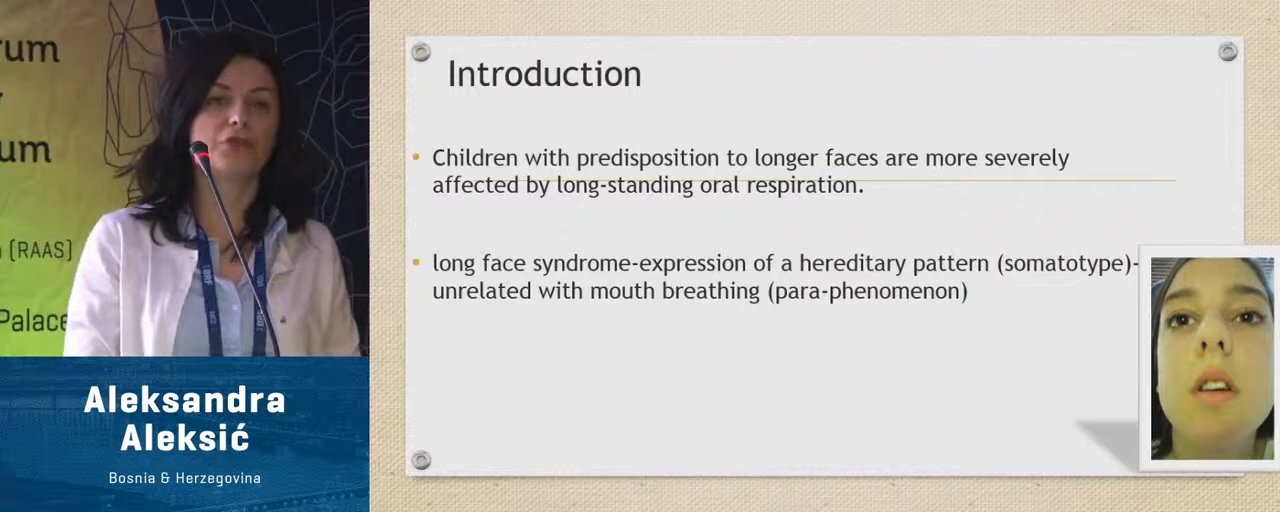 um
um
(RAAS)
Palace
Aleksandra
Aleksić
Bosnia & Herzegovina
Introduction
• Children with predisposition to longer faces are more severely
affected by long-standing oral respiration.
• long face syndrome-expression of a hereditary pattern (somatotype)-
unrelated with mouth breathing (para-phenomenon)